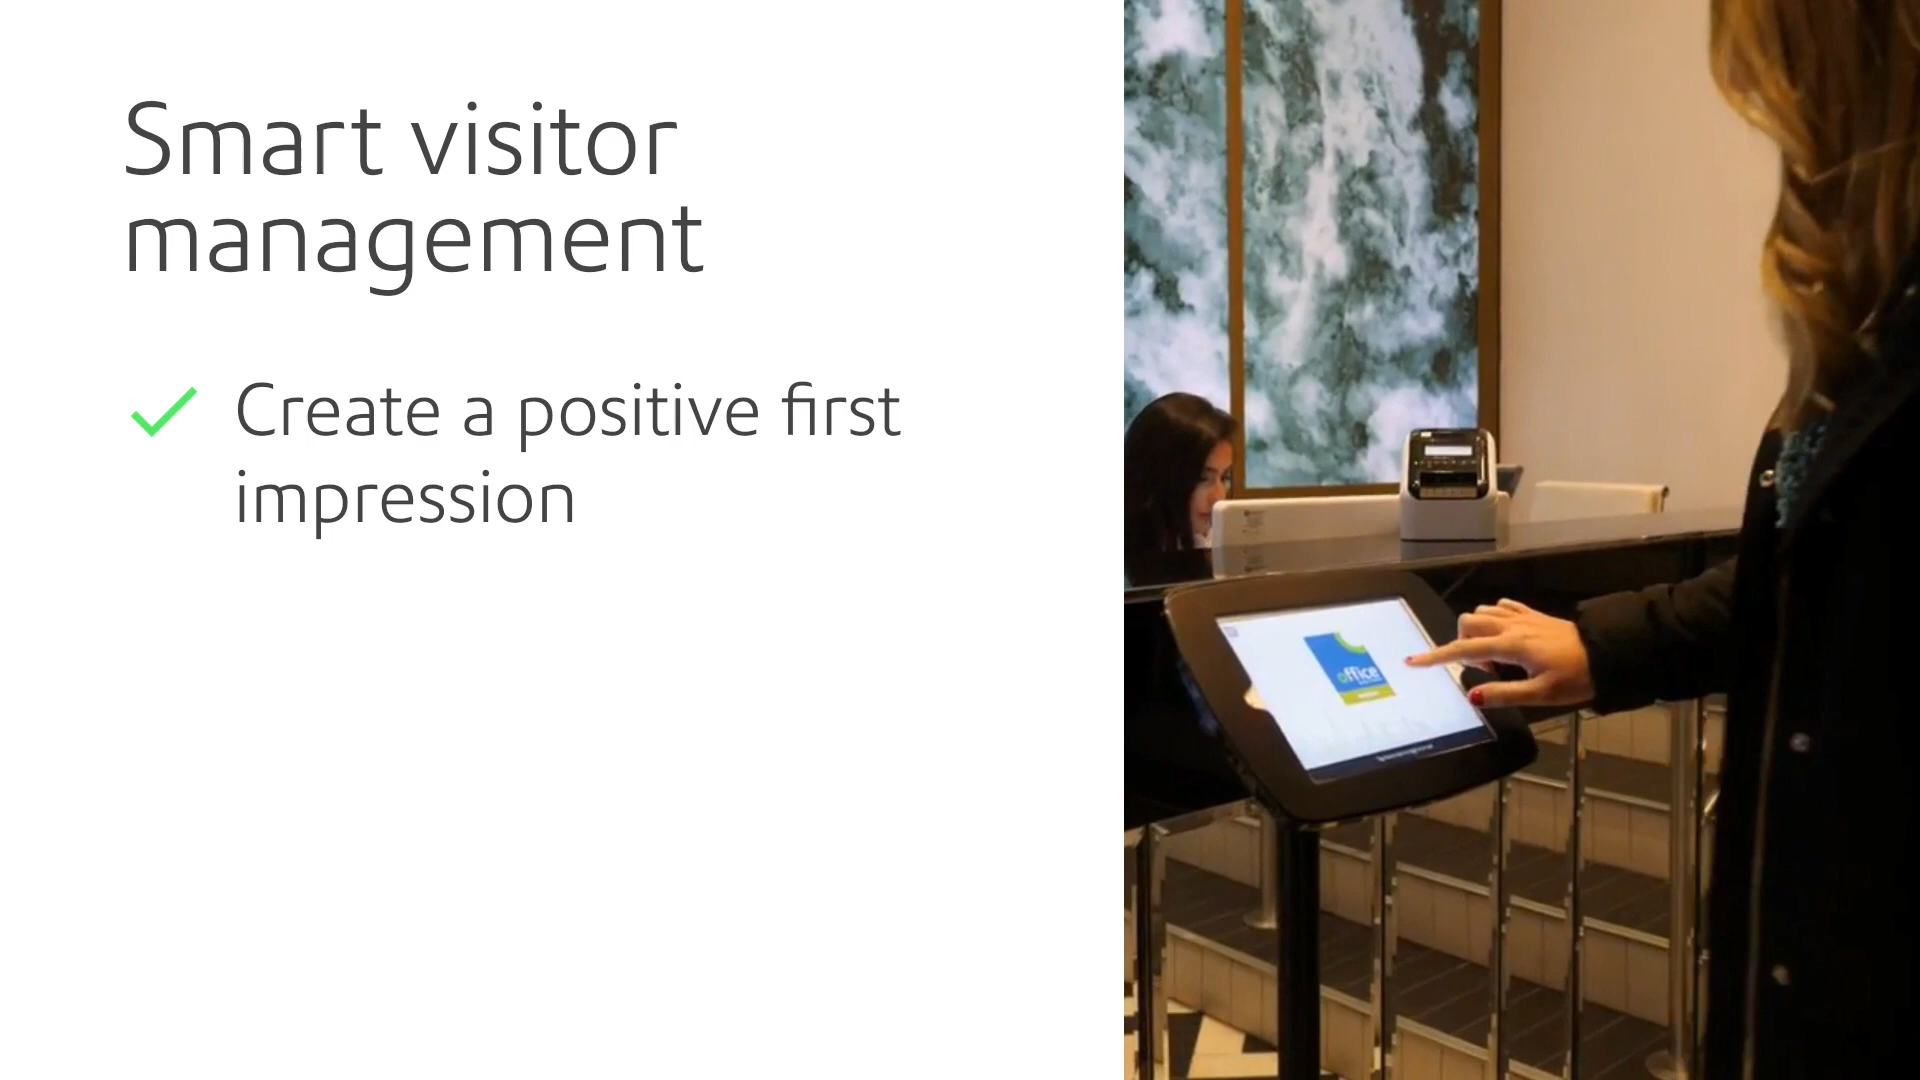 Smart visitor
management
Create a positive first
impression
office